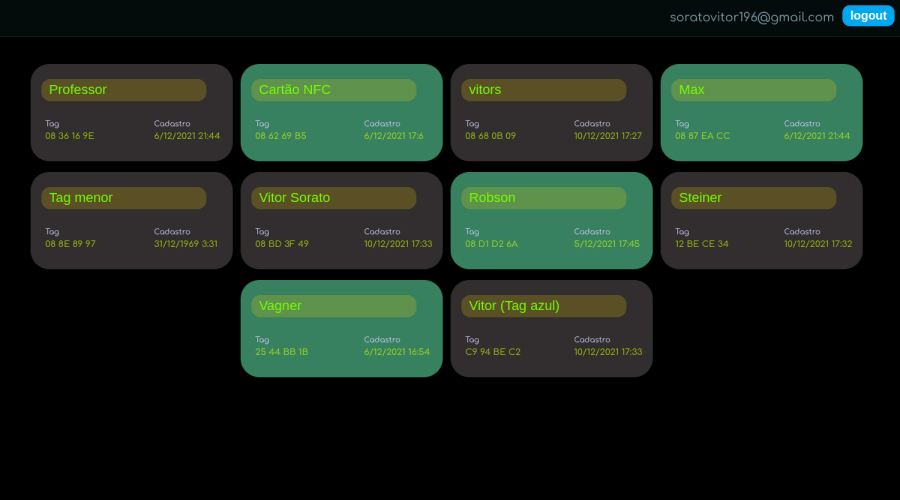 soratovitor196@gmail.com logout
Professor
Tag Cadastro
08 36 16 9E 6/12/2021 21:44
Cartão NFC
Tag Cadastro
08 62 69 B5 6/12/2021 17:6
vitors
Tag Cadastro
08 68 0B 09 10/12/2021 17:27
Max
Tag Cadastro
08 87 EA CC 6/12/2021 21:44
Tag menor
Tag Cadastro
08 8E 89 97 31/12/1969 3:31
Vitor Sorato
Tag Cadastro
08 BD 3F 49 10/12/2021 17:33
Robson
Tag Cadastro
08 D1 D2 6A 5/12/2021 17:45
Steiner
Tag Cadastro
12 BE CE 34 10/12/2021 17:32
Vagner
Tag Cadastro
25 44 BB 1B 6/12/2021 16:54
Vitor (Tag azul)
Tag Cadastro
C9 94 BE C2 10/12/2021 17:33